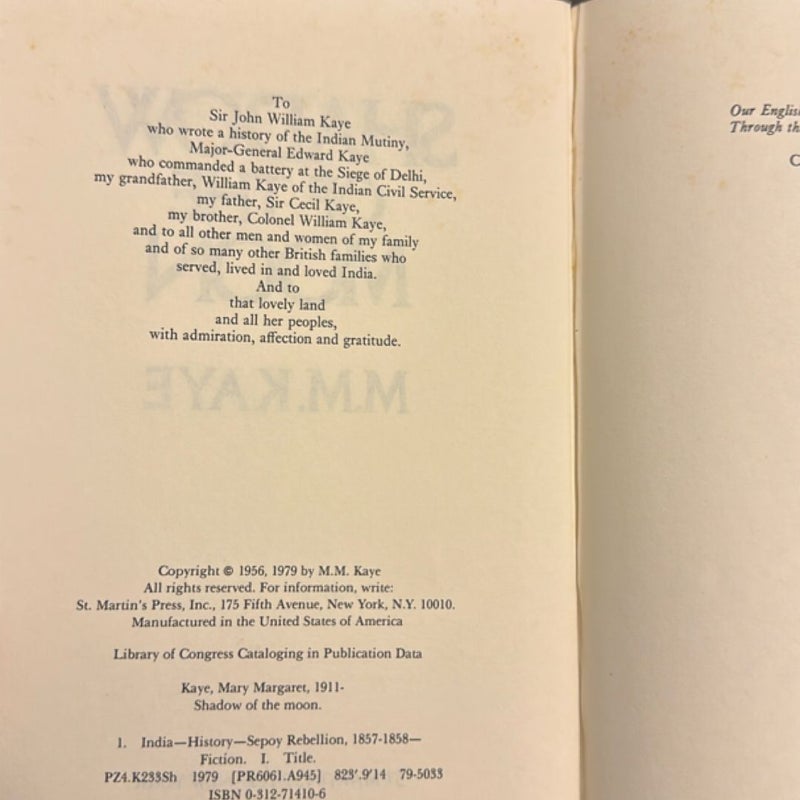 To
Sir John William Kaye
who wrote a history of the Indian Mutiny,
Major-General Edward Kaye
who commanded a battery at the Siege of Delhi,
my grandfather, William Kaye of the Indian Civil Service,
my father, Sir Cecil Kaye,
my brother, Colonel William Kaye,
and to all other men and women of my family
and of so many other British families who
served, lived in and loved India.
And to
that lovely land
and all her peoples,
with admiration, affection and gratitude.
M.M. KAYE
Copyright © 1956, 1979 by M.M. Kaye
All rights reserved. For information, write:
St. Martin's Press, Inc., 175 Fifth Avenue, New York, N.Y. 10010.
Manufactured in the United States of America
Library of Congress Cataloging in Publication Data
Kaye, Mary Margaret, 1911-
Shadow of the moon.
1. India—History—Sepoy Rebellion, 1857-1858—
Fiction. I. Title.
PZ4.K233Sh 1979 [PR6061.A945] 823'.9'14 79-5033
ISBN 0-312-71410-6
Our
Through